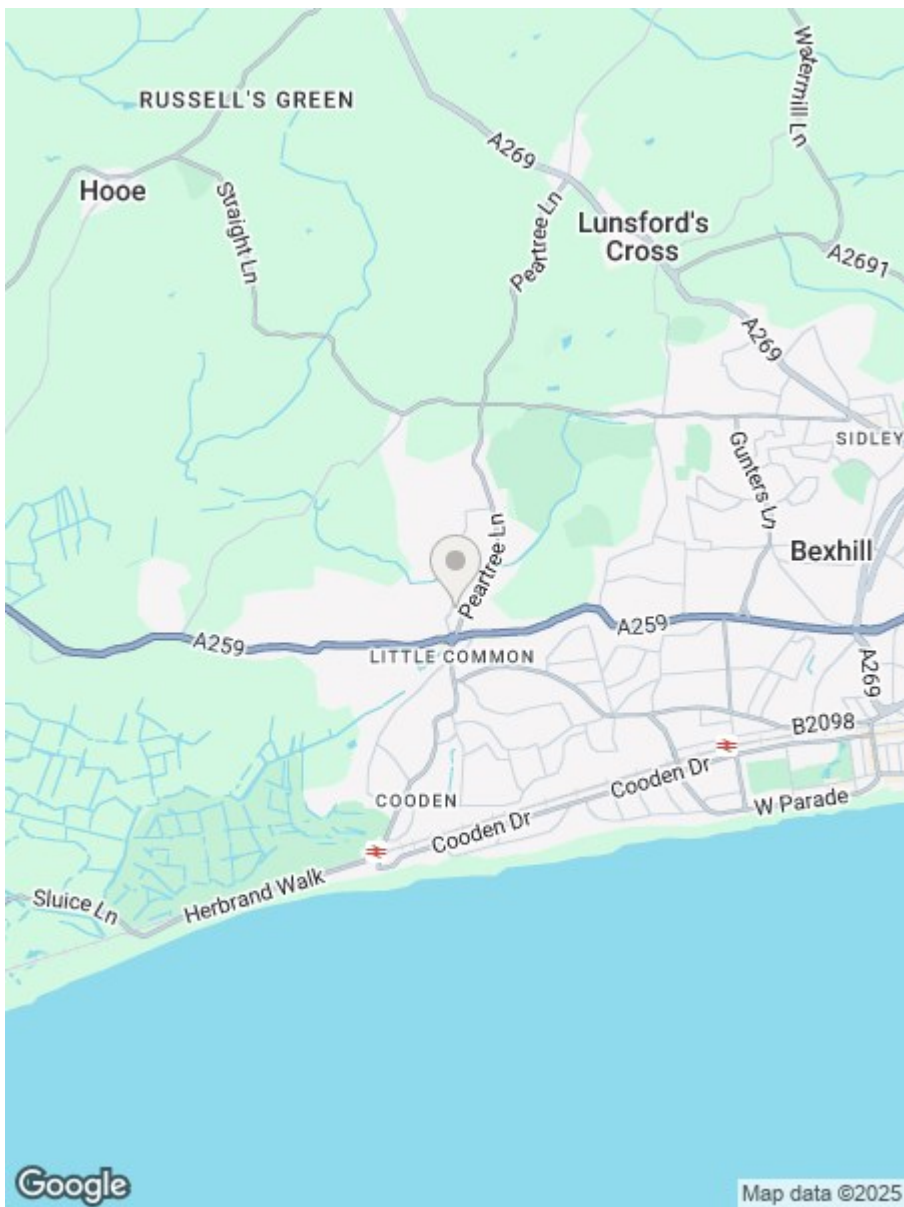 Watermill Ln
RUSSELL'S GREEN
A269
Hooe
Straight Ln
Peartree Ln
Lunsford's
Cross
A2691
A269
SIDLEY
Gunters Ln
Peartree Ln
Bexhill
A259
A259
LITTLE COMMON
A269
B2098
Cooden Dr
COODEN
W Parade
Cooden Dr
Herbrand Walk
Sluice Ln
Google
Map data ©2025